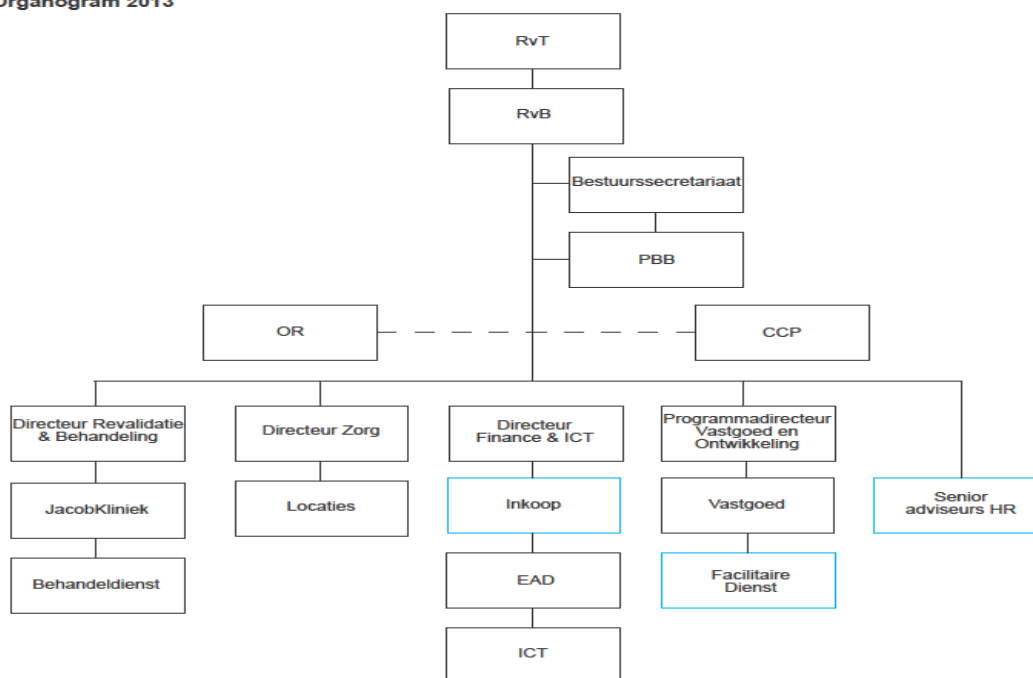 Organogram 2013
RvT
RvB
Bestuurssecretariaat
PBB
OR
CCP
Directeur Revalidatie
& Behandeling
Directeur Zorg
Directeur
Finance & ICT
Programmadirecteur
Vastgoed en
Ontwikkeling
JacobKliniek
Locaties
Inkoop
Vastgoed
Senior
adviseurs HR
Behandeldienst
EAD
Facilitaire
Dienst
ICT